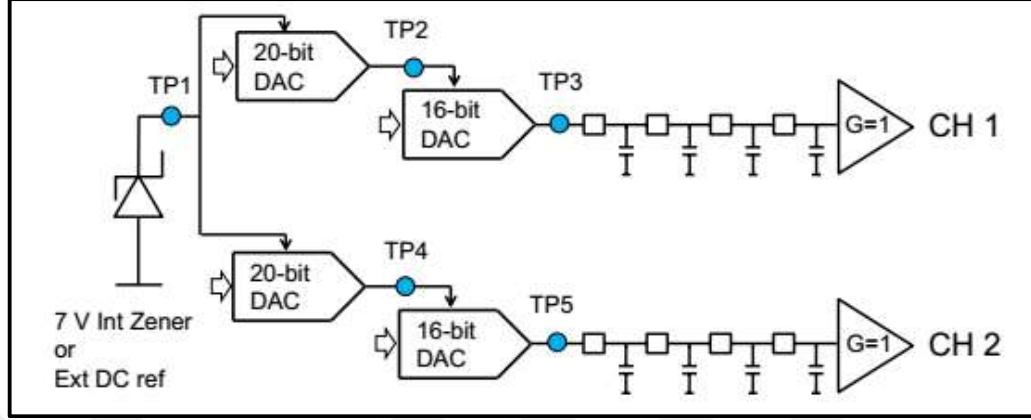 TP1
20-bit
DAC
TP2
16-bit
DAC
TP3
G=1
CH 1
20-bit
DAC
TP4
16-bit
DAC
TP5
G=1
CH 2
7 V Int Zener
or
Ext DC ref